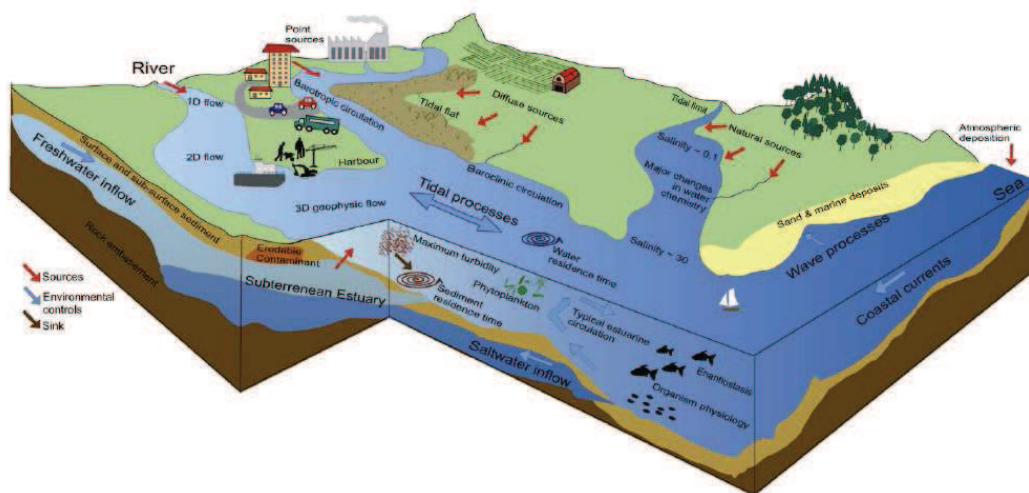 Point
sources
River
1D flow
Barotropic circulation
Tidal flat
Diffuse sources
Tidal limit
Salinity ~ 0.1
Natural sources
Atmospheric
deposition
2D flow
Harbour
Major changes
in water
chemistry
Baroclinic circulation
Sea
Freshwater inflow
Surface and sub-surface sediment
3D geophysic flow
Tidal processes
Sand & marine deposits
Wave processes
Salinity ~ 30
Water
residence time
Rock embasement
Eredable
Contaminant
Maximum turbidity
Phytoplankton
Coastal currents
Sources
Environmental
controls
Sink
Subterrenean Estuary
Sediment
residence time
Typical estuarine
circulation
Saltwater inflow
Enantiostasis
Organism physiology